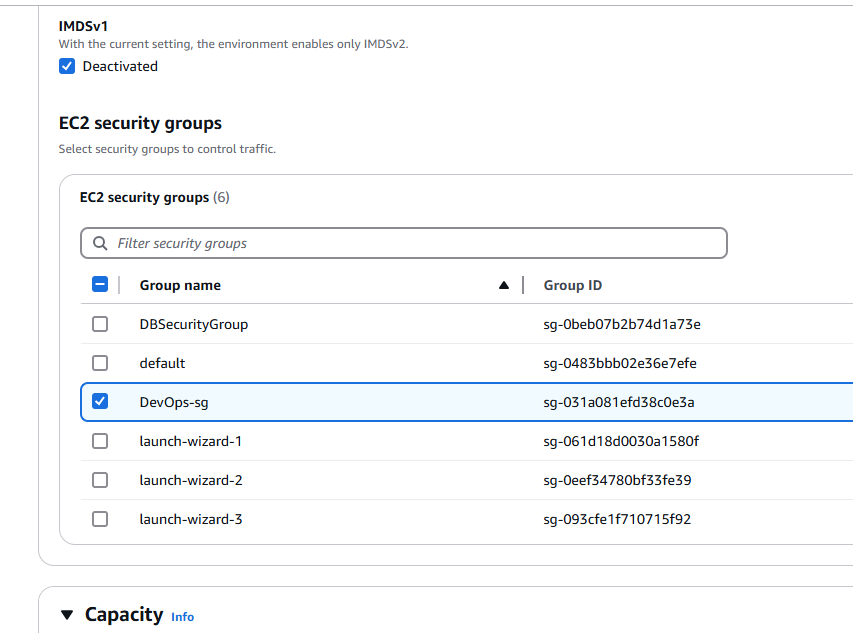 IMDSv1
With the current setting, the environment enables only IMDSv2.
Deactivated
EC2 security groups
Select security groups to control traffic.
EC2 security groups (6)
Filter security groups
Group name Group ID
DBSecurityGroup sg-0beb07b2b74d1a73e
default sg-0483bbb02e36e7efe
DevOps-sg sg-031a081efd38c0e3a
launch-wizard-1 sg-061d18d0030a1580f
launch-wizard-2 sg-0eef34780bf33fe39
launch-wizard-3 sg-093cfe1f710715f92
Capacity Info